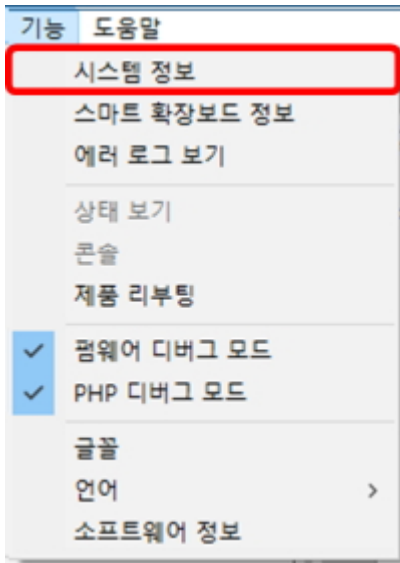 기능 도움말
시스템 정보
스마트 확장보드 정보
에러 로그 보기
상태 보기
콘솔
제품 리부팅
펌웨어 디버그 모드
PHP 디버그 모드
글꼴
언어
소프트웨어 정보